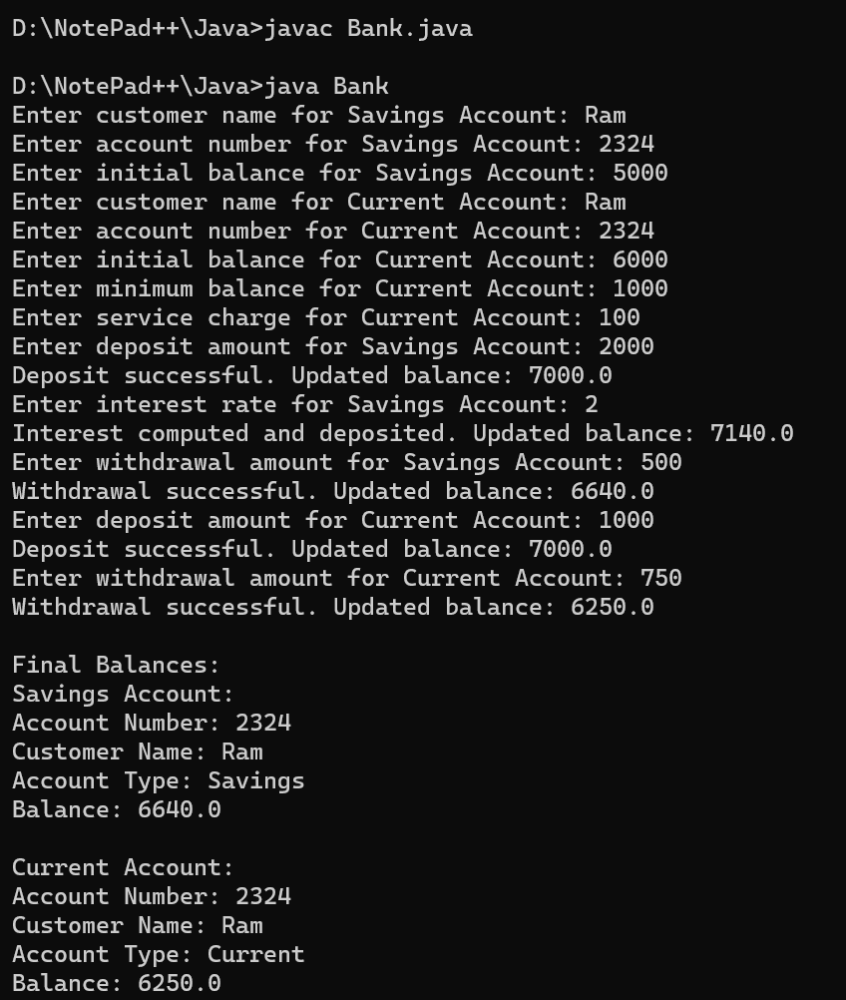 D:\NotePad++\Java>javac Bank.java

D:\NotePad++\Java>java Bank
Enter customer name for Savings Account: Ram
Enter account number for Savings Account: 2324
Enter initial balance for Savings Account: 5000
Enter customer name for Current Account: Ram
Enter account number for Current Account: 2324
Enter initial balance for Current Account: 6000
Enter minimum balance for Current Account: 1000
Enter service charge for Current Account: 100
Enter deposit amount for Savings Account: 2000
Deposit successful. Updated balance: 7000.0
Enter interest rate for Savings Account: 2
Interest computed and deposited. Updated balance: 7140.0
Enter withdrawal amount for Savings Account: 500
Withdrawal successful. Updated balance: 6640.0
Enter deposit amount for Current Account: 1000
Deposit successful. Updated balance: 7000.0
Enter withdrawal amount for Current Account: 750
Withdrawal successful. Updated balance: 6250.0

Final Balances:
Savings Account:
Account Number: 2324
Customer Name: Ram
Account Type: Savings
Balance: 6640.0

Current Account:
Account Number: 2324
Customer Name: Ram
Account Type: Current
Balance: 6250.0